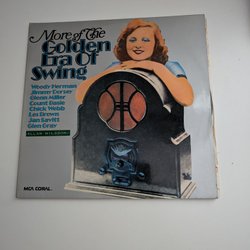 More of The
Golden
Era Of
Swing
Woody Herman
Jimmy Dorsey
Glenn Miller
Count Basie
Chick Webb
Les Brown
Jan Savitt
Glen Gray
MCA CORAL